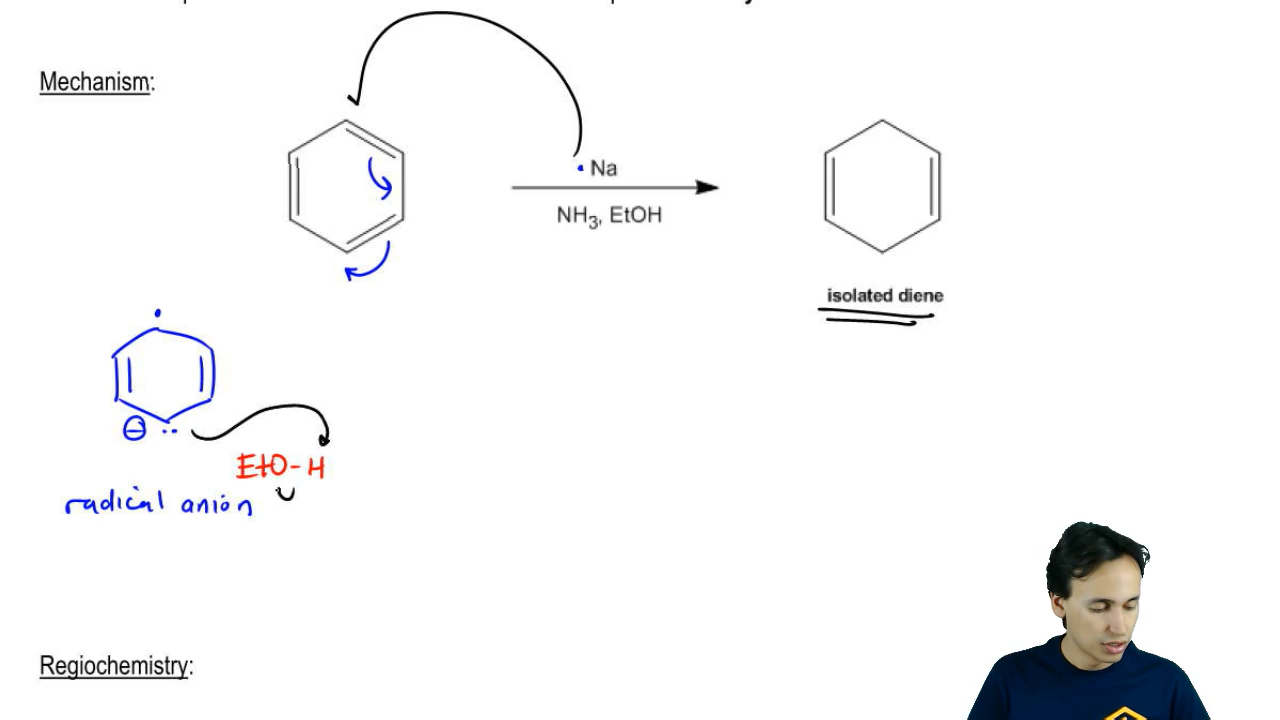 Mechanism:
· Na
NH₃, EtOH
isolated diene
⊖ ··
EtO-H
radical anion
Regiochemistry: